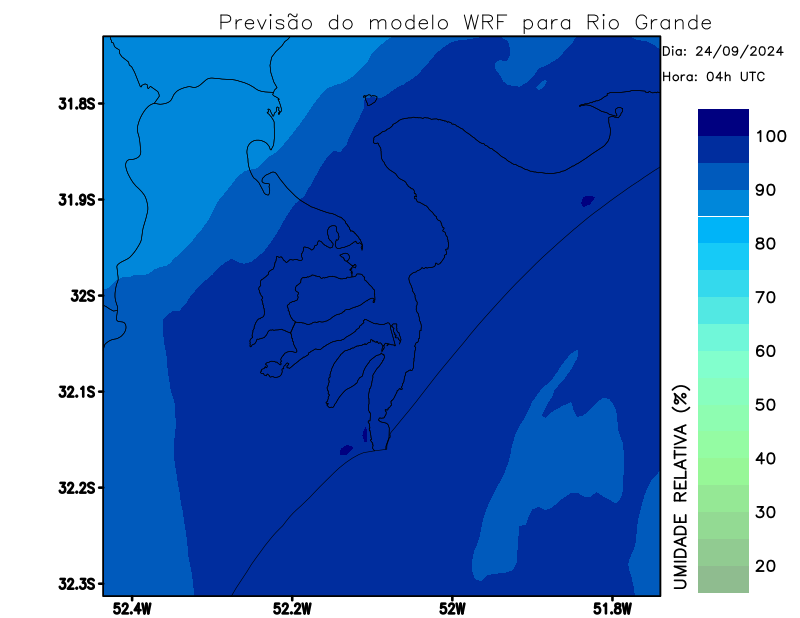 Previsão do modelo WRF para Rio Grande
Dia: 24/09/2024
Hora: 04h UTC
31.8S
31.9S
32S
32.1S
32.2S
32.3S
52.4W
52.2W
52W
51.8W
UMIDADE RELATIVA (%)
100
90
80
70
60
50
40
30
20